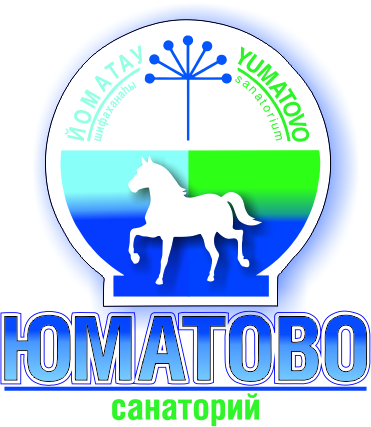 ЙОМАТАУ
шифаханаһы
YUMATOVO
sanatorium
ЮМАТОВО
санаторий